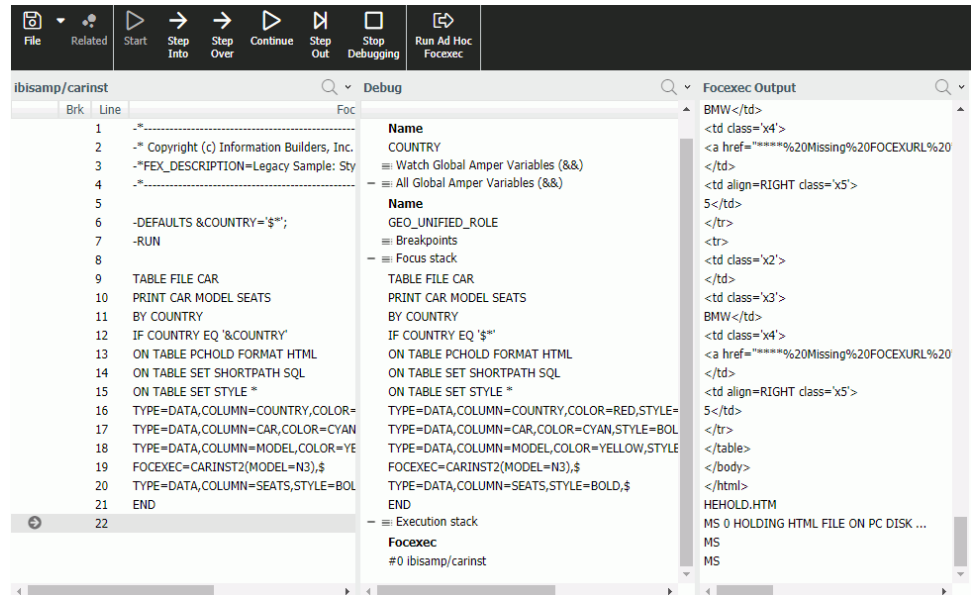 File
Related
Start
Step Into
Step Over
Continue
Step Out
Stop Debugging
Run Ad Hoc Focexec
ibisamp/carinst
Brk Line Foc
1 -*-------------------------------------------------
2 -* Copyright (c) Information Builders, Inc.
3 -*FEX_DESCRIPTION=Legacy Sample: Sty
4 -*-------------------------------------------------
5
6 -DEFAULTS &COUNTRY='$*';
7 -RUN
8
9 TABLE FILE CAR
10 PRINT CAR MODEL SEATS
11 BY COUNTRY
12 IF COUNTRY EQ '&COUNTRY'
13 ON TABLE PCHOLD FORMAT HTML
14 ON TABLE SET SHORTPATH SQL
15 ON TABLE SET STYLE *
16 TYPE=DATA,COLUMN=COUNTRY,COLOR=
17 TYPE=DATA,COLUMN=CAR,COLOR=CYAN
18 TYPE=DATA,COLUMN=MODEL,COLOR=YE
19 FOCEXEC=CARINST2(MODEL=N3),$
20 TYPE=DATA,COLUMN=SEATS,STYLE=BOL
21 END
22
Debug
Name
COUNTRY
Watch Global Amper Variables (&&)
All Global Amper Variables (&&)
Name
GEO_UNIFIED_ROLE
Breakpoints
Focus stack
TABLE FILE CAR
PRINT CAR MODEL SEATS
BY COUNTRY
IF COUNTRY EQ '$*'
ON TABLE PCHOLD FORMAT HTML
ON TABLE SET SHORTPATH SQL
ON TABLE SET STYLE *
TYPE=DATA,COLUMN=COUNTRY,COLOR=RED,STYLE=
TYPE=DATA,COLUMN=CAR,COLOR=CYAN,STYLE=BOL
TYPE=DATA,COLUMN=MODEL,COLOR=YELLOW,STYLE
FOCEXEC=CARINST2(MODEL=N3),$
TYPE=DATA,COLUMN=SEATS,STYLE=BOLD,$
END
Execution stack
Focexec
#0 ibisamp/carinst
Focexec Output
BMW</td>
<td class='x4'>
<a href="****%20Missing%20FOCEXURL%20
</td>
<td align=RIGHT class='x5'>
5</td>
</tr>
<tr>
<td class='x2'>
</td>
<td class='x3'>
BMW</td>
<td class='x4'>
<a href="****%20Missing%20FOCEXURL%20
</td>
<td align=RIGHT class='x5'>
5</td>
</tr>
</table>
</body>
</html>
HEHOLD.HTM
MS 0 HOLDING HTML FILE ON PC DISK ...
MS
MS